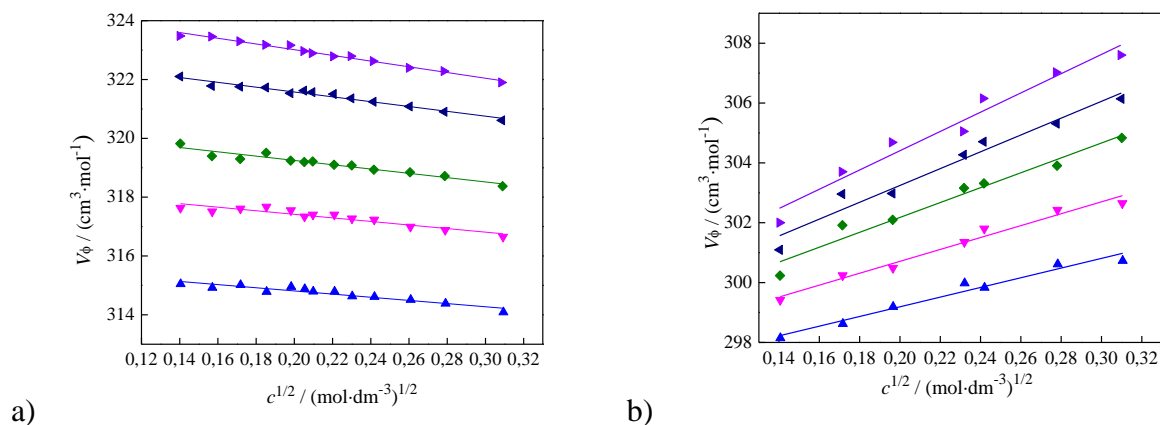 324
322
320
318
316
314
V_ϕ / (cm³·mol⁻¹)
0,12 0,14 0,16 0,18 0,20 0,22 0,24 0,26 0,28 0,30 0,32
c^{1/2} / (mol·dm⁻³)^{1/2}
a)
308
306
304
302
300
298
V_ϕ / (cm³·mol⁻¹)
0,14 0,16 0,18 0,20 0,22 0,24 0,26 0,28 0,30 0,32
c^{1/2} / (mol·dm⁻³)^{1/2}
b)